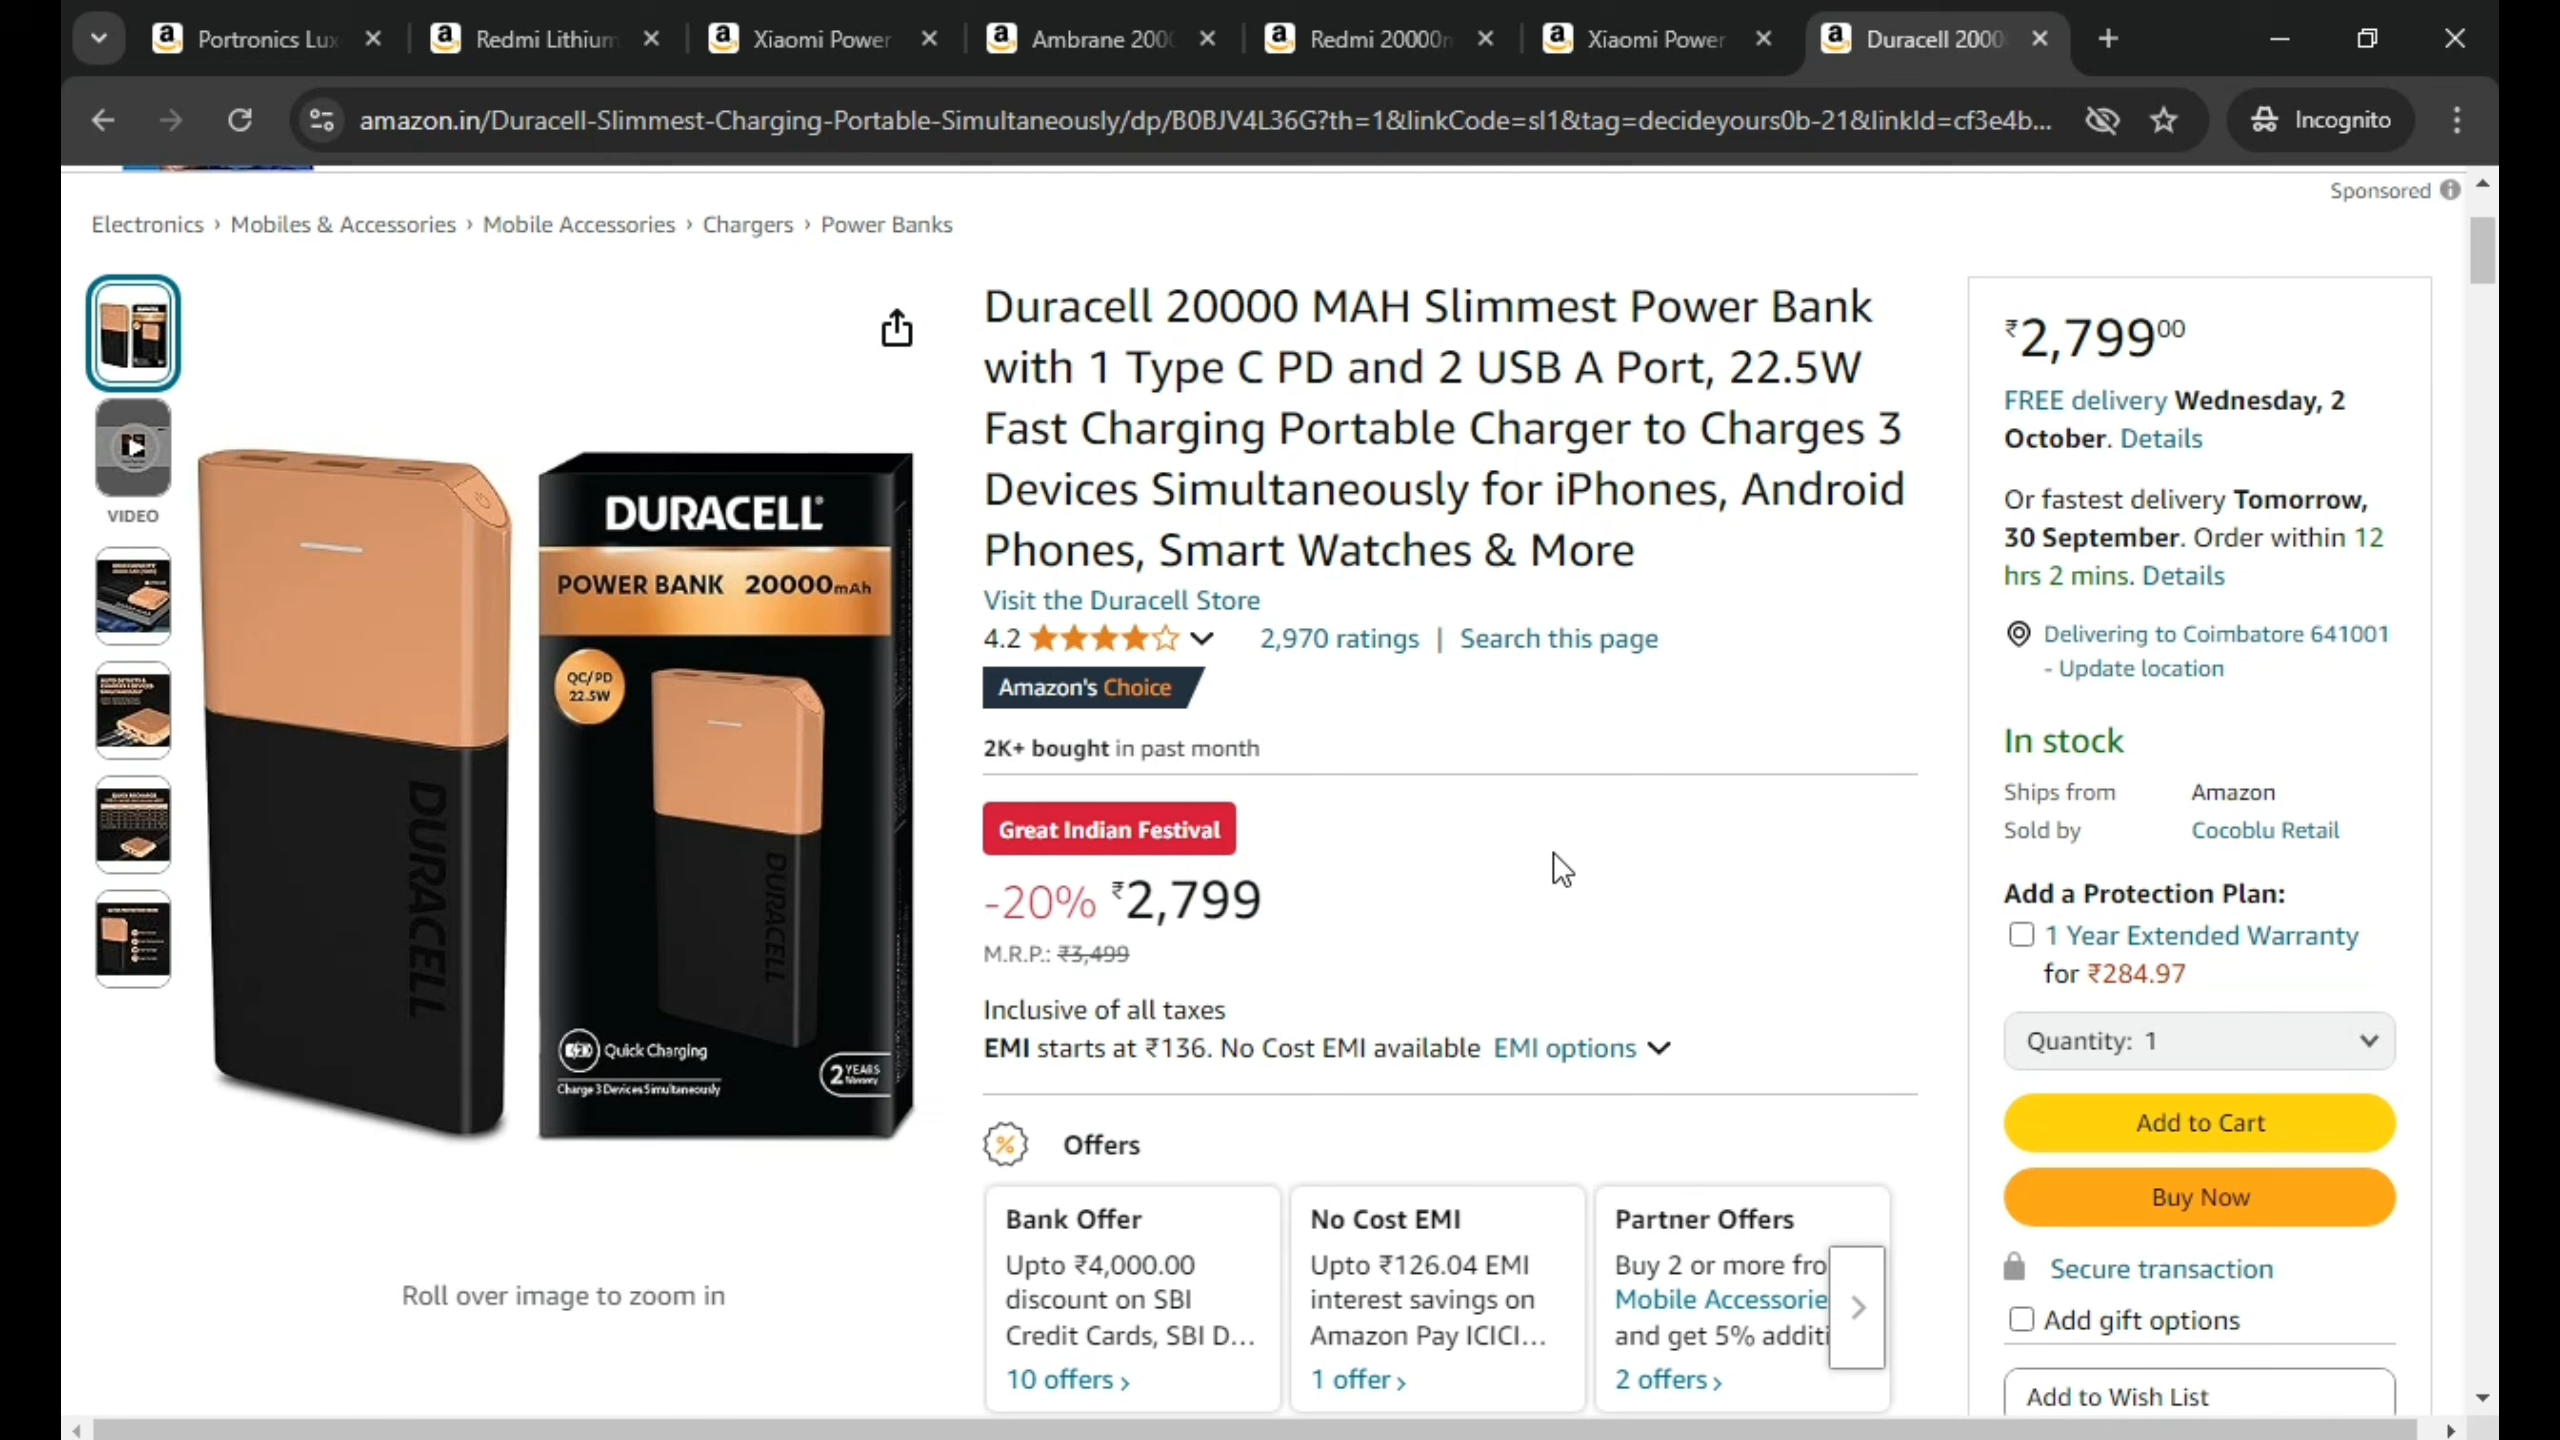 Portronics Lux
Redmi Lithium
Xiaomi Power
Ambrane 200
Redmi 20000m
Xiaomi Power
Duracell 2000
amazon.in/Duracell-Slimmest-Charging-Portable-Simultaneously/dp/B0BJV4L36G?th=1&linkCode=sl1&tag=decideyours0b-21&linkId=cf3e4b...
Incognito
Sponsored
Electronics › Mobiles & Accessories › Mobile Accessories › Chargers › Power Banks
VIDEO
DURACELL
DURACELL
POWER BANK 20000mAh
QC/PD
22.5W
DURACELL
Quick Charging
Charge 3 Devices Simultaneously
2 YEARS
Warranty
Roll over image to zoom in
Duracell 20000 MAH Slimmest Power Bank
with 1 Type C PD and 2 USB A Port, 22.5W
Fast Charging Portable Charger to Charges 3
Devices Simultaneously for iPhones, Android
Phones, Smart Watches & More
Visit the Duracell Store
4.2 2,970 ratings | Search this page
Amazon's Choice
2K+ bought in past month
Great Indian Festival
-20% ₹2,799
M.R.P.: ₹3,499
Inclusive of all taxes
EMI starts at ₹136. No Cost EMI available EMI options
Offers
Bank Offer
Upto ₹4,000.00
discount on SBI
Credit Cards, SBI D...
10 offers ›
No Cost EMI
Upto ₹126.04 EMI
interest savings on
Amazon Pay ICICI...
1 offer ›
Partner Offers
Buy 2 or more fro
Mobile Accessorie
and get 5% additi
2 offers ›
₹2,799⁰⁰
FREE delivery Wednesday, 2
October. Details
Or fastest delivery Tomorrow,
30 September. Order within 12
hrs 2 mins. Details
Delivering to Coimbatore 641001
- Update location
In stock
Ships from Amazon
Sold by Cocoblu Retail
Add a Protection Plan:
1 Year Extended Warranty
for ₹284.97
Quantity: 1
Add to Cart
Buy Now
Secure transaction
Add gift options
Add to Wish List